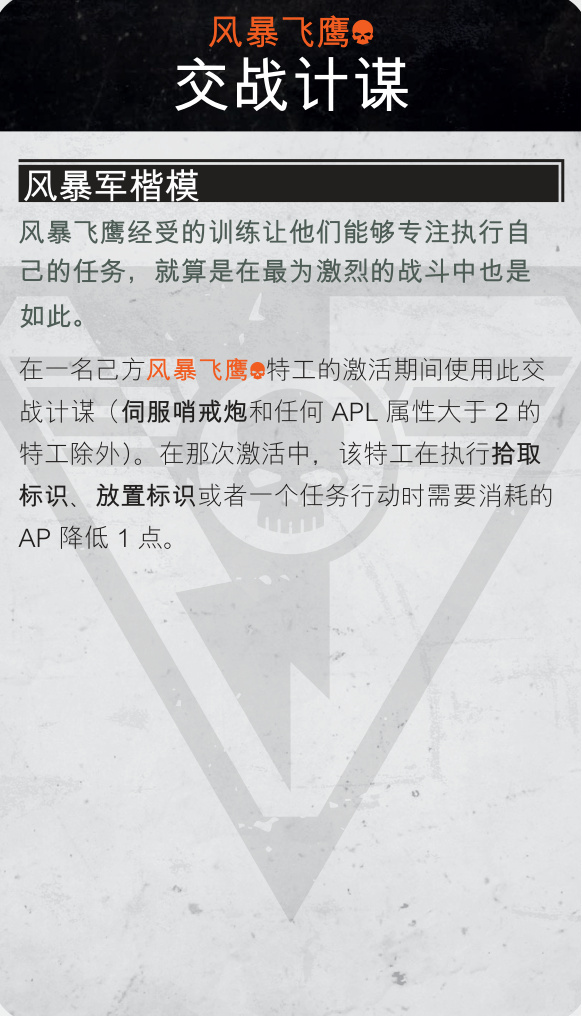 风暴飞鹰
交战计谋
风暴军楷模
风暴飞鹰经受的训练让他们能够专注执行自
己的任务，就算是在最为激烈的战斗中也是
如此。
在一名己方风暴飞鹰特工的激活期间使用此交
战计谋（伺服哨戒炮和任何 APL 属性大于 2 的
特工除外）。在那次激活中，该特工在执行拾取
标识、放置标识或者一个任务行动时需要消耗的
AP 降低 1 点。